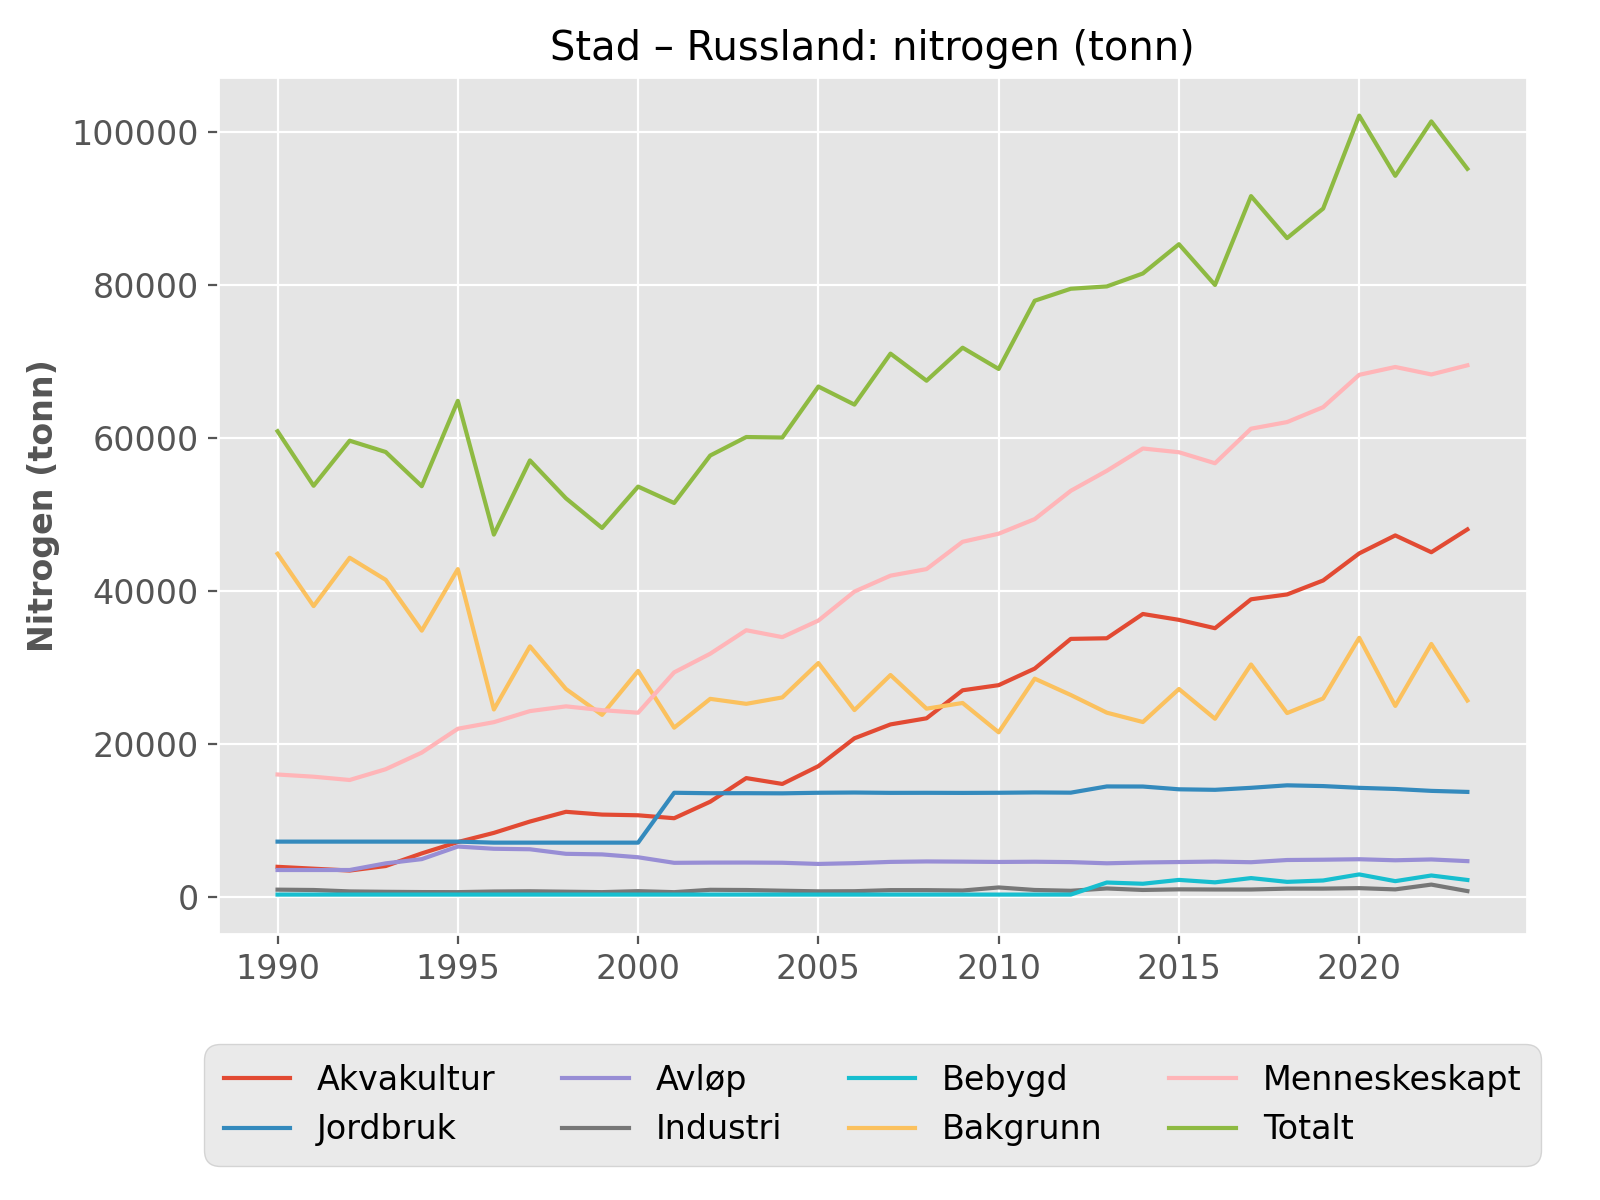 Stad – Russland: nitrogen (tonn)
Nitrogen (tonn)
100000
80000
60000
40000
20000
0
1990 1995 2000 2005 2010 2015 2020
Akvakultur Avløp Bebygd Menneskeskapt
Jordbruk Industri Bakgrunn Totalt